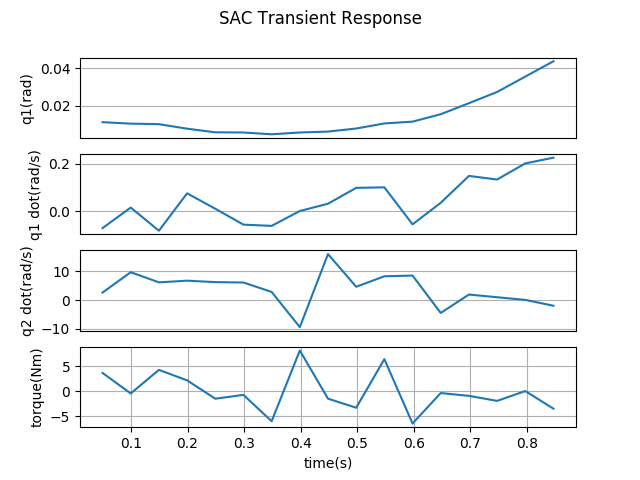 SAC Transient Response
q1(rad)
0.04
0.02
q1 dot(rad/s)
0.2
0.0
q2 dot(rad/s)
10
0
−10
torque(Nm)
5
0
−5
0.1 0.2 0.3 0.4 0.5 0.6 0.7 0.8
time(s)